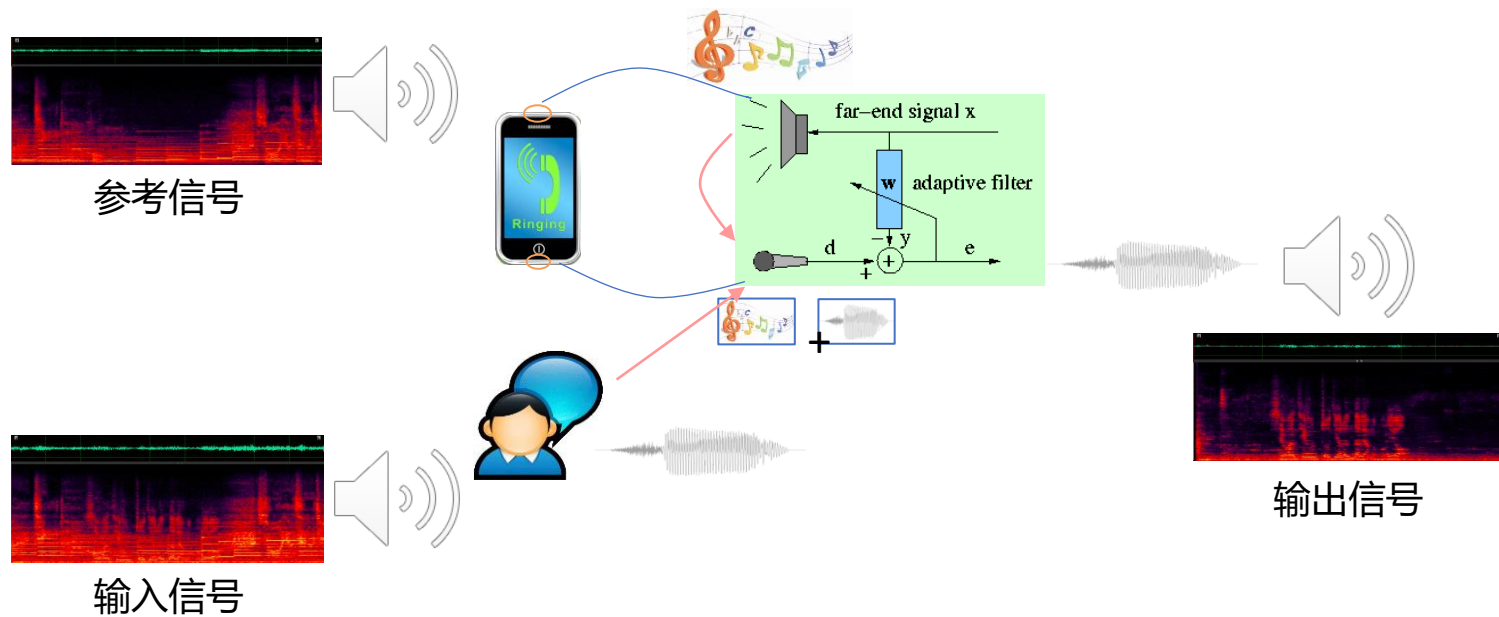 参考信号
Ringing
far-end signal x
w
adaptive filter
− y
d
+
+
e
+
输入信号
输出信号